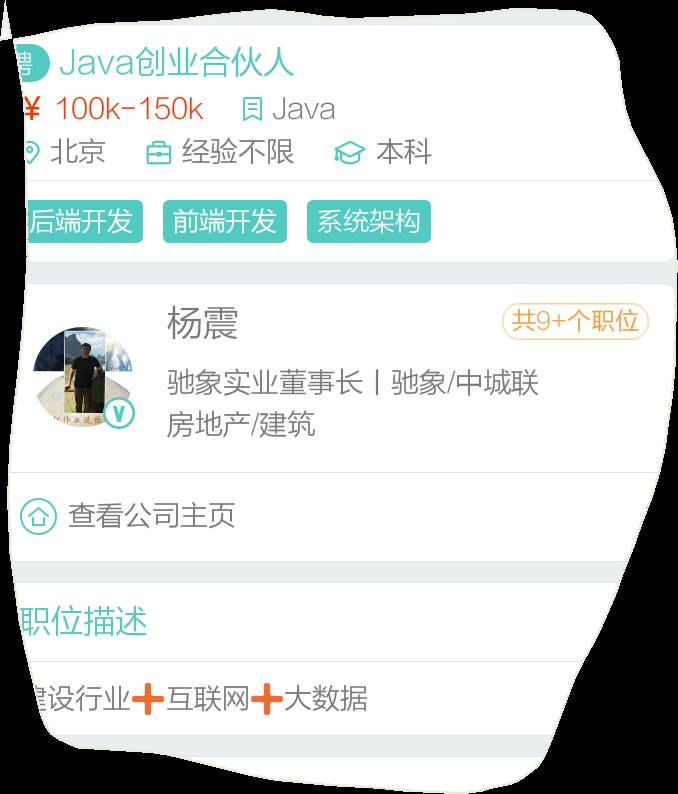 聘 Java创业合伙人
¥ 100k-150k Java
北京 经验不限 本科
后端开发 前端开发 系统架构
杨震 共9+个职位
驰象实业董事长丨驰象/中城联
房地产/建筑
查看公司主页
职位描述
建设行业➕互联网➕大数据